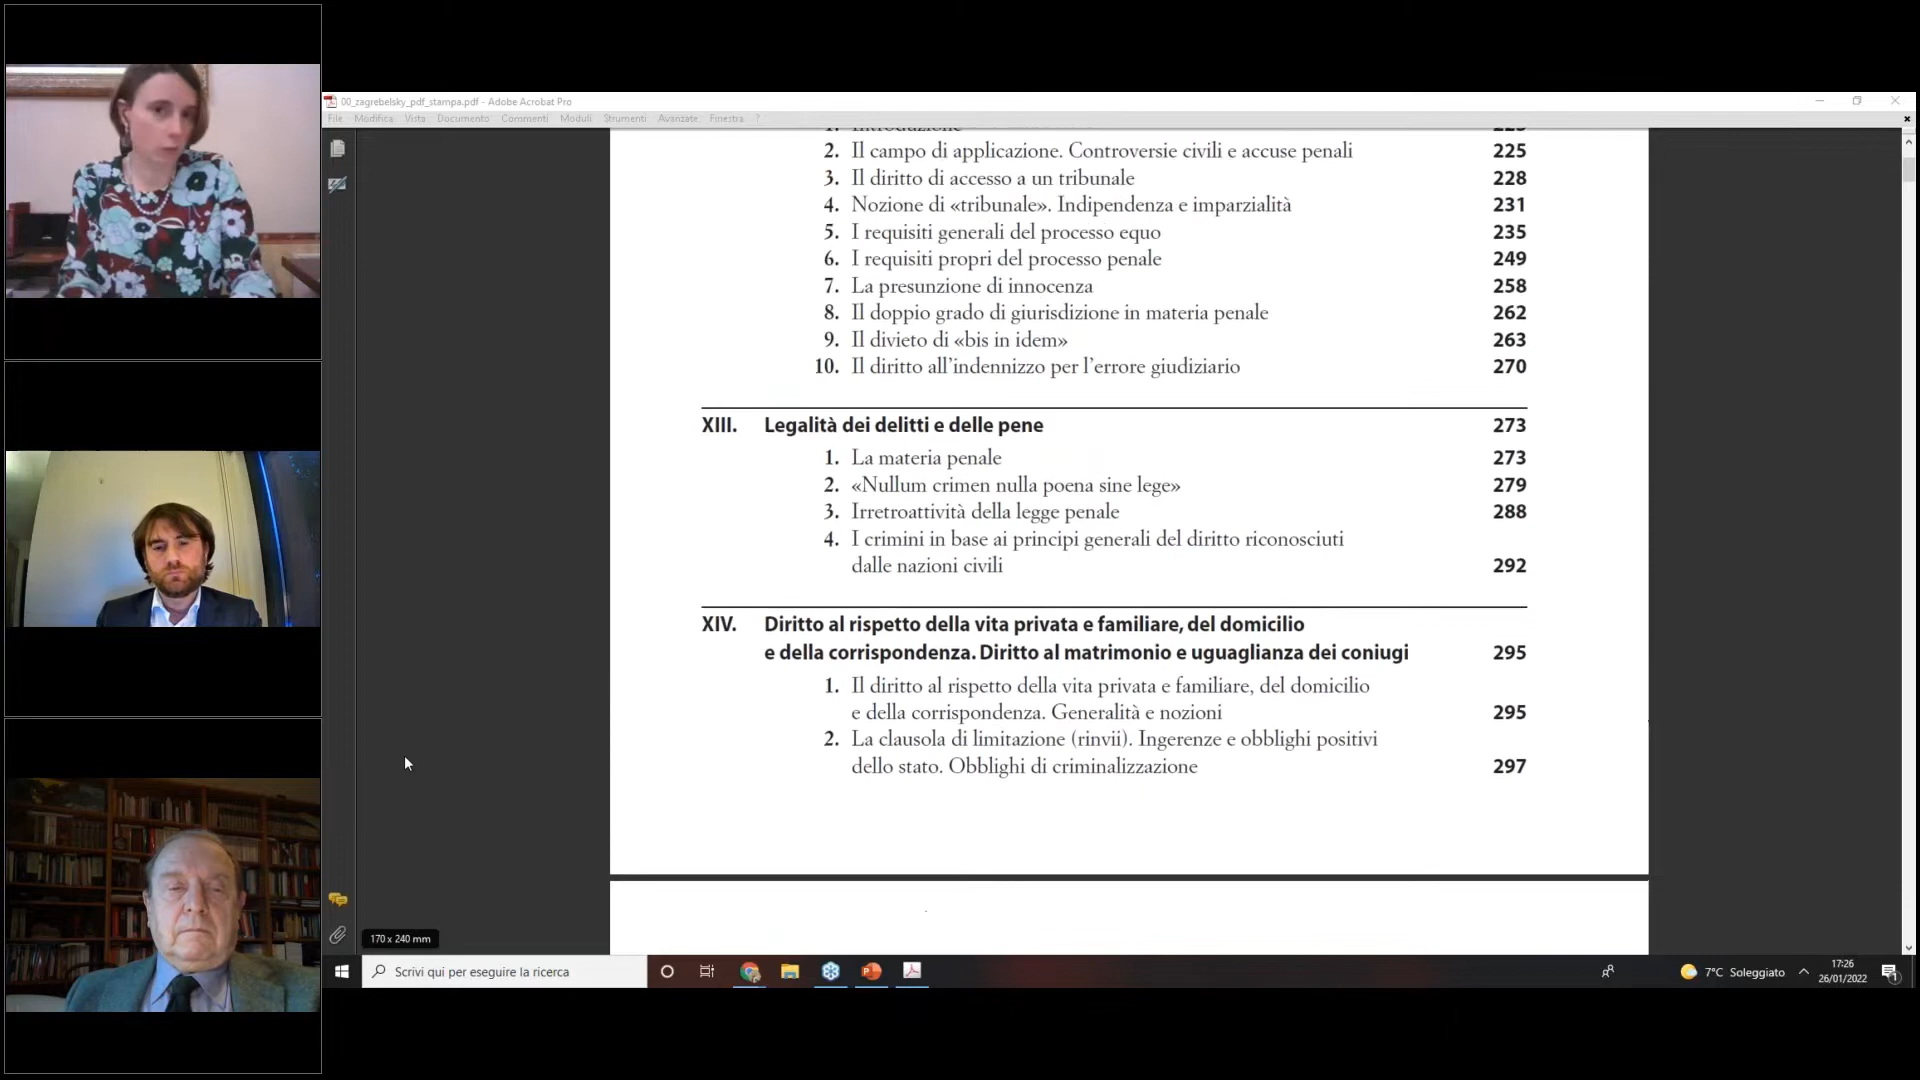 00_zagrebelsky_pdf_stampa.pdf - Adobe Acrobat Pro
File Modifica Vista Documento Commenti Moduli Strumenti Avanzate Finestra ?
1. Introduzione 223
2. Il campo di applicazione. Controversie civili e accuse penali 225
3. Il diritto di accesso a un tribunale 228
4. Nozione di «tribunale». Indipendenza e imparzialità 231
5. I requisiti generali del processo equo 235
6. I requisiti propri del processo penale 249
7. La presunzione di innocenza 258
8. Il doppio grado di giurisdizione in materia penale 262
9. Il divieto di «bis in idem» 263
10. Il diritto all'indennizzo per l'errore giudiziario 270
XIII. Legalità dei delitti e delle pene 273
1. La materia penale 273
2. «Nullum crimen nulla poena sine lege» 279
3. Irretroattività della legge penale 288
4. I crimini in base ai principi generali del diritto riconosciuti
dalle nazioni civili 292
XIV. Diritto al rispetto della vita privata e familiare, del domicilio
e della corrispondenza. Diritto al matrimonio e uguaglianza dei coniugi 295
1. Il diritto al rispetto della vita privata e familiare, del domicilio
e della corrispondenza. Generalità e nozioni 295
2. La clausola di limitazione (rinvii). Ingerenze e obblighi positivi
dello stato. Obblighi di criminalizzazione 297
170 x 240 mm
Scrivi qui per eseguire la ricerca
7°C Soleggiato
17:26
26/01/2022
1